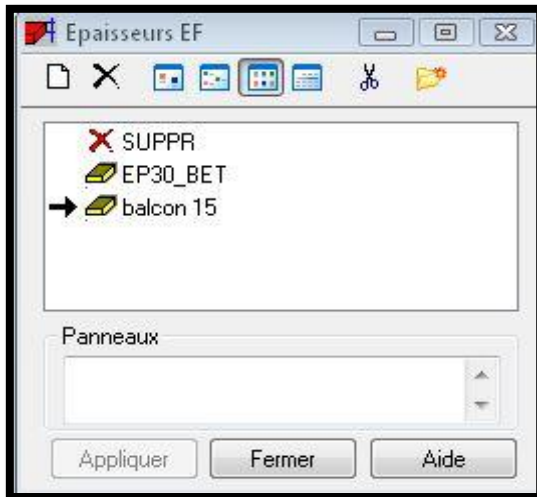 Epaisseurs EF
SUPPR
EP30_BET
balcon 15
Panneaux
Appliquer Fermer Aide